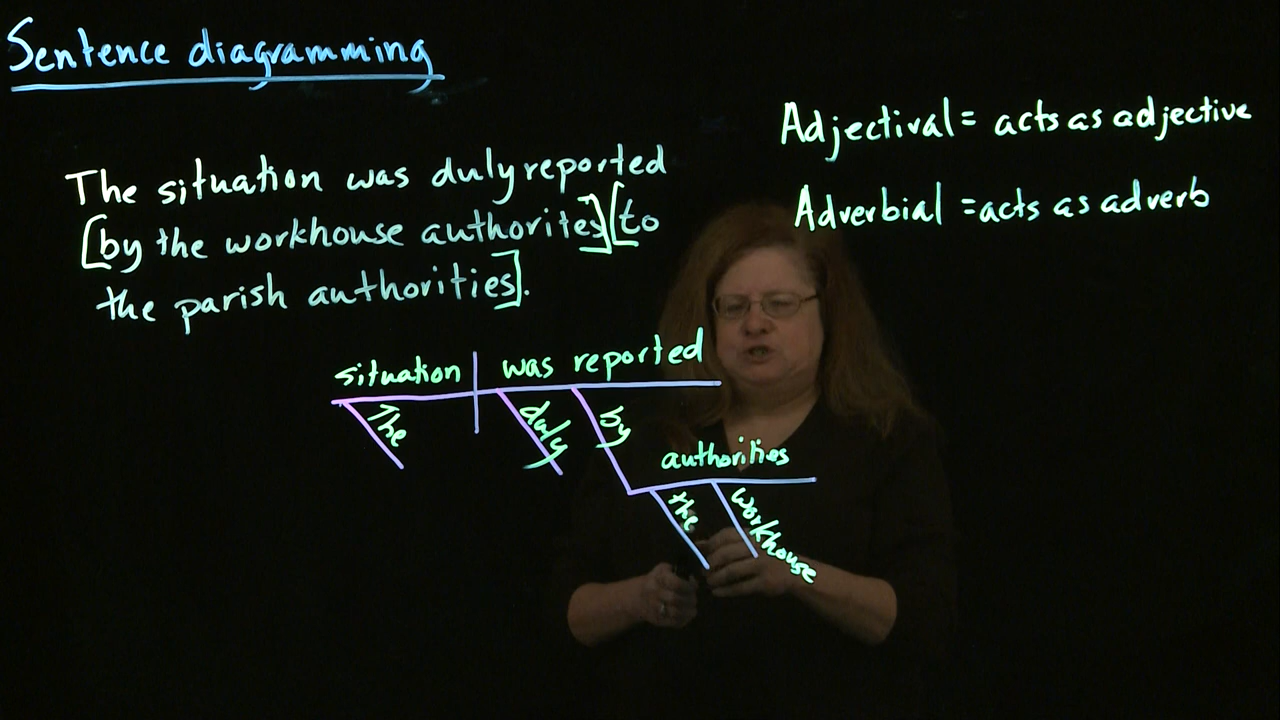 Sentence diagramming
Adjectival = acts as adjective
Adverbial = acts as adverb
The situation was duly reported
[by the workhouse authorites] [to
the parish authorities].
situation was reported
The duly by
authorities
the workhouse